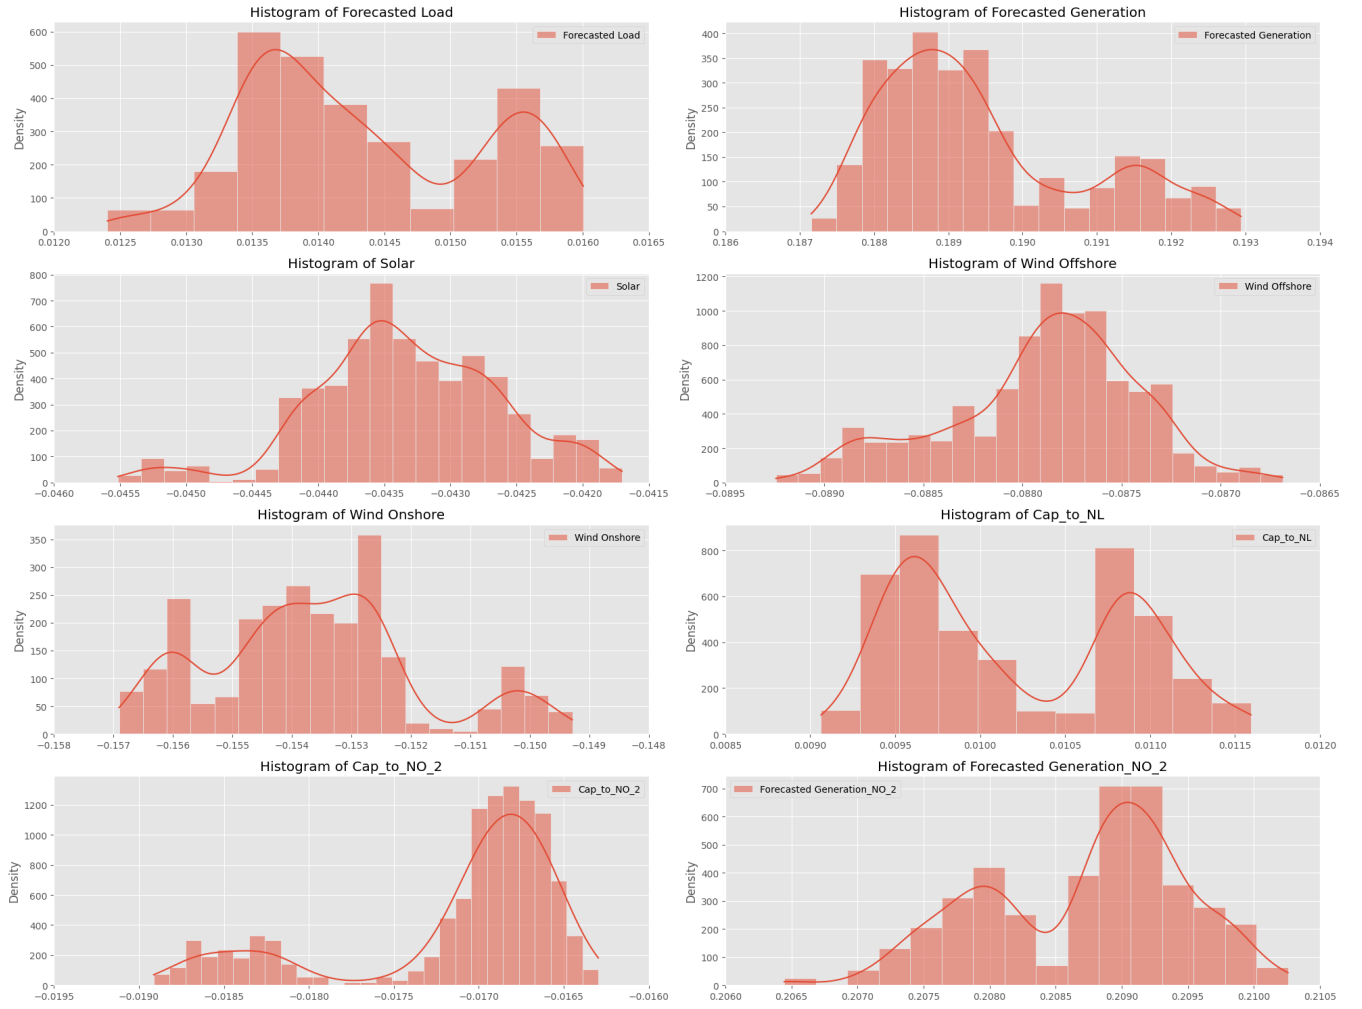 Histogram of Forecasted Load
Forecasted Load
Density
600
500
400
300
200
100
0
0.0120 0.0125 0.0130 0.0135 0.0140 0.0145 0.0150 0.0155 0.0160 0.0165
Histogram of Forecasted Generation
Forecasted Generation
Density
400
350
300
250
200
150
100
50
0
0.186 0.187 0.188 0.189 0.190 0.191 0.192 0.193 0.194
Histogram of Solar
Solar
Density
800
700
600
500
400
300
200
100
0
−0.0460 −0.0455 −0.0450 −0.0445 −0.0440 −0.0435 −0.0430 −0.0425 −0.0420 −0.0415
Histogram of Wind Offshore
Wind Offshore
Density
1200
1000
800
600
400
200
0
−0.0895 −0.0890 −0.0885 −0.0880 −0.0875 −0.0870 −0.0865
Histogram of Wind Onshore
Wind Onshore
Density
350
300
250
200
150
100
50
0
−0.158 −0.157 −0.156 −0.155 −0.154 −0.153 −0.152 −0.151 −0.150 −0.149 −0.148
Histogram of Cap_to_NL
Cap_to_NL
Density
800
600
400
200
0
0.0085 0.0090 0.0095 0.0100 0.0105 0.0110 0.0115 0.0120
Histogram of Cap_to_NO_2
Cap_to_NO_2
Density
1200
1000
800
600
400
200
0
−0.0195 −0.0190 −0.0185 −0.0180 −0.0175 −0.0170 −0.0165 −0.0160
Histogram of Forecasted Generation_NO_2
Forecasted Generation_NO_2
Density
700
600
500
400
300
200
100
0
0.2060 0.2065 0.2070 0.2075 0.2080 0.2085 0.2090 0.2095 0.2100 0.2105